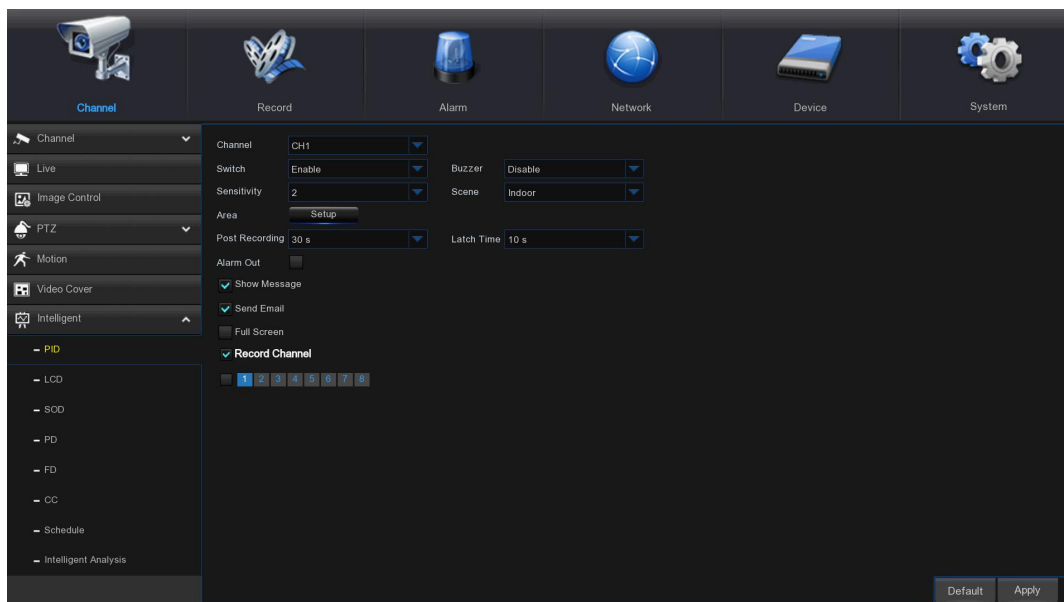 Channel Record Alarm Network Device System
Channel
Live
Image Control
PTZ
Motion
Video Cover
Intelligent
PID
LCD
SOD
PD
FD
CC
Schedule
Intelligent Analysis
Channel CH1
Switch Enable Buzzer Disable
Sensitivity 2 Scene Indoor
Area Setup
Post Recording 30 s Latch Time 10 s
Alarm Out
Show Message
Send Email
Full Screen
Record Channel
1 2 3 4 5 6 7 8
Default Apply